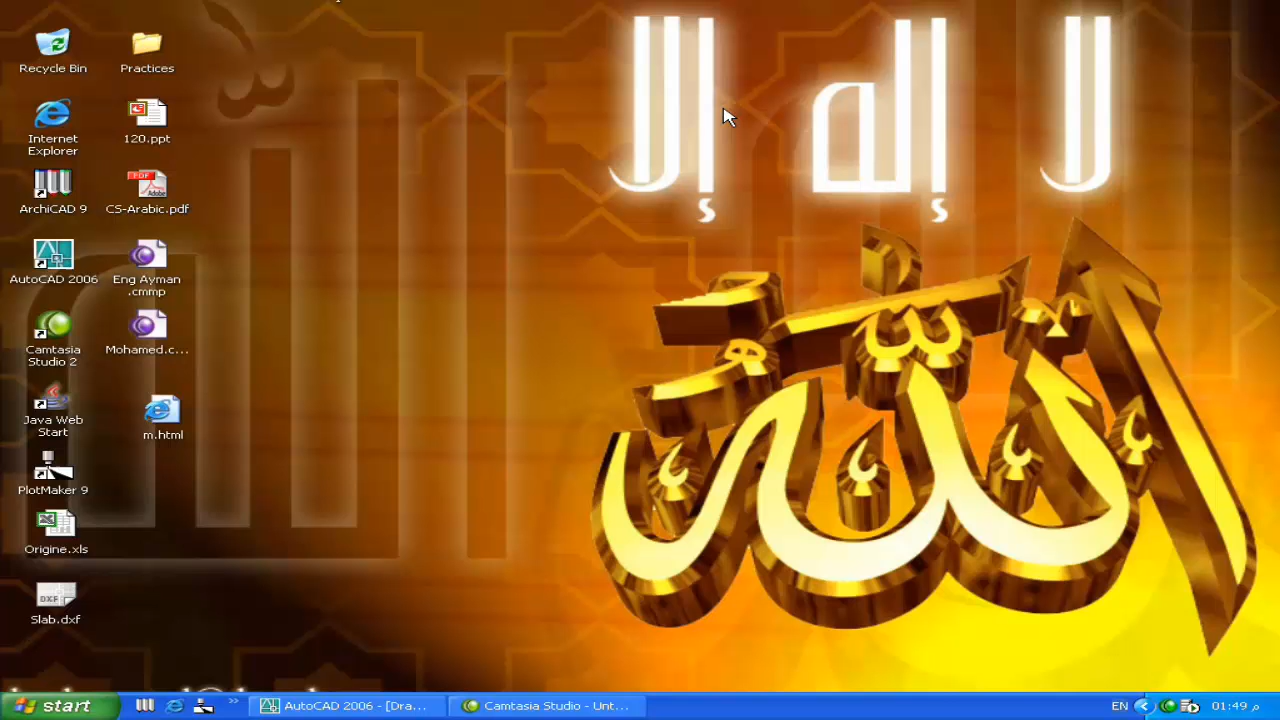 لا إله إلا
الله
Recycle Bin
Practices
Internet
Explorer
120.ppt
ArchiCAD 9
CS-Arabic.pdf
AutoCAD 2006
Eng Ayman
.cmmp
Camtasia
Studio 2
Mohamed.c...
Java Web
Start
m.html
PlotMaker 9
Origine.xls
DXF
Slab.dxf
start
AutoCAD 2006 - [Dra...
Camtasia Studio - Unt...
EN
01:49 م